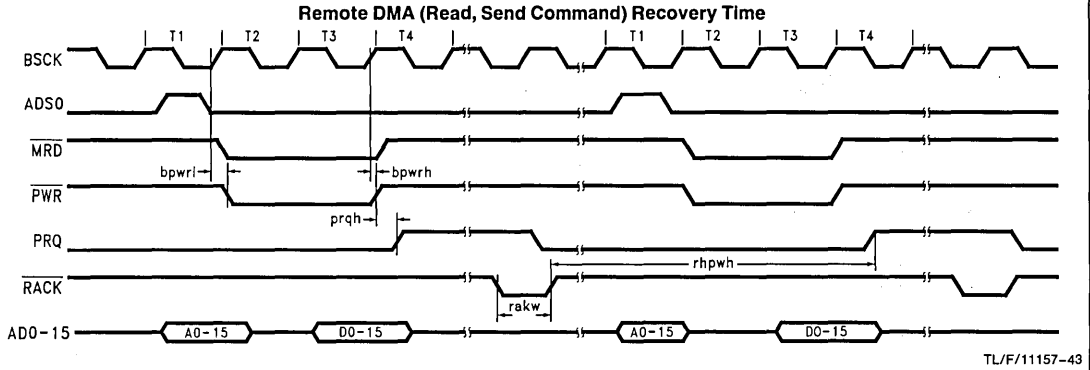 Remote DMA (Read, Send Command) Recovery Time
T1 T2 T3 T4 T1 T2 T3 T4
BSCK
ADS0
MRD
bpwrl bpwrh
PWR
prqh
PRQ
rhpwh
RACK
rakw
AD0-15 A0-15 D0-15 A0-15 D0-15
TL/F/11157-43